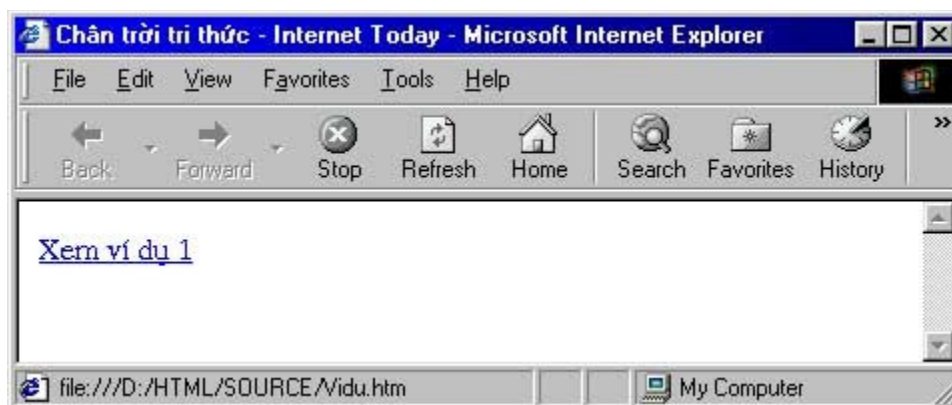 Chân trời tri thức - Internet Today - Microsoft Internet Explorer
File Edit View Favorites Tools Help
Back Forward Stop Refresh Home Search Favorites History »
Xem ví dụ 1
file:///D:/HTML/SOURCE/Vidu.htm My Computer